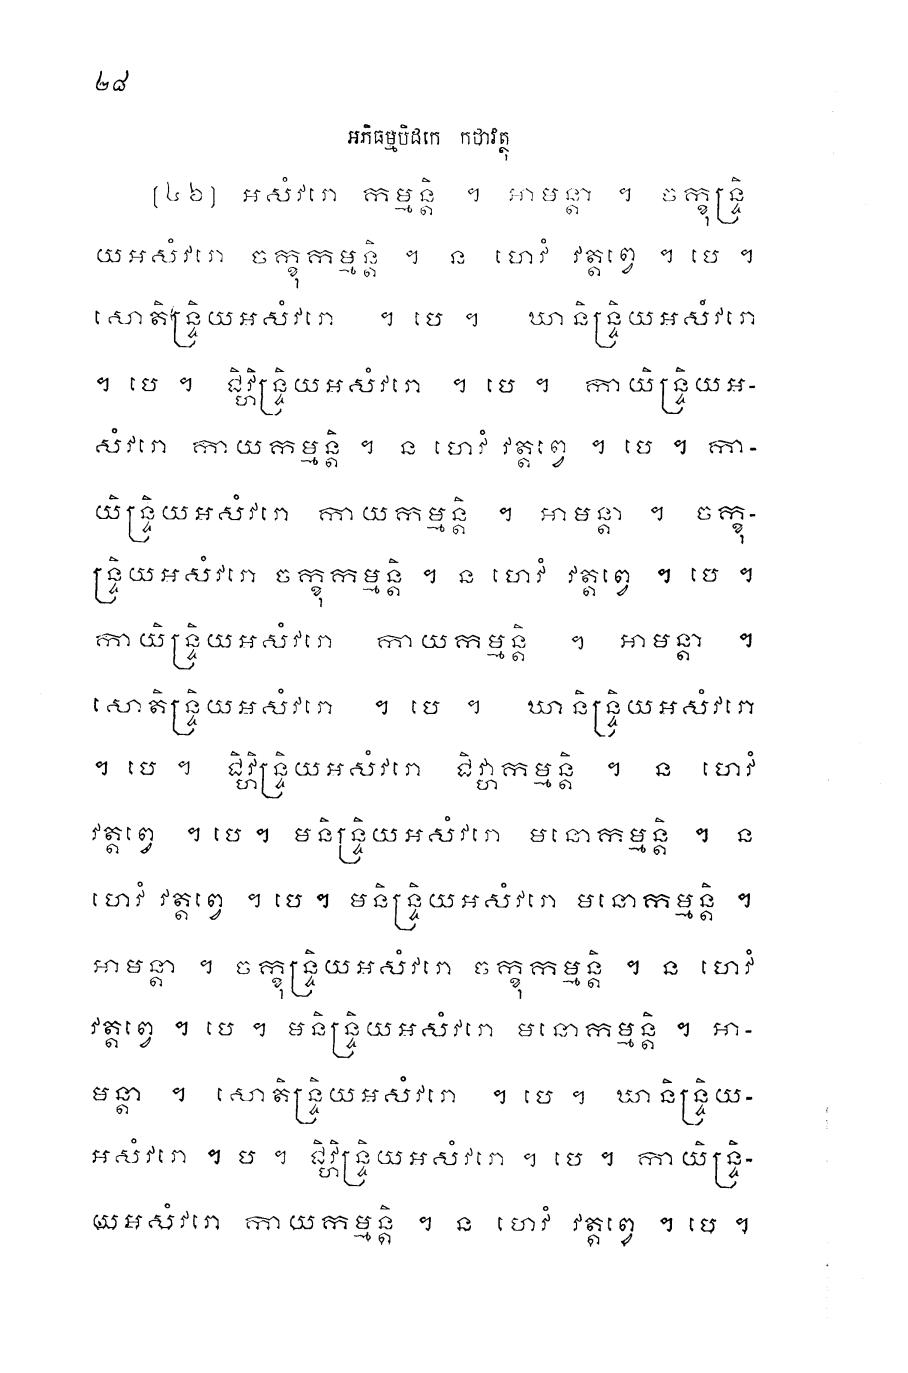 ២៨
អភិធម្មបិដកេ កថាវត្ថុ
[៤៦] អសំវរោ កម្មន្តិ ។ អាមន្តា ។ ចក្ខុន្ទ្រិ
យអសំវរោ ចក្ខុកម្មន្តិ ។ ន ហេវំ វត្តព្វេ ។ បេ ។
សោតិន្ទ្រិយអសំវរោ ។ បេ ។ ឃានិន្ទ្រិយអសំវរោ
។ បេ ។ ជិវ្ហិន្ទ្រិយអសំវរោ ។ បេ ។ កាយិន្ទ្រិយអ-
សំវរោ កាយកម្មន្តិ ។ ន ហេវំ វត្តព្វេ ។ បេ ។ កា-
យិន្ទ្រិយអសំវរោ កាយកម្មន្តិ ។ អាមន្តា ។ ចក្ខុ-
ន្ទ្រិយអសំវរោ ចក្ខុកម្មន្តិ ។ ន ហេវំ វត្តព្វេ ។ បេ ។
កាយិន្ទ្រិយអសំវរោ កាយកម្មន្តិ ។ អាមន្តា ។
សោតិន្ទ្រិយអសំវរោ ។ បេ ។ ឃានិន្ទ្រិយអសំវរោ
។ បេ ។ ជិវ្ហិន្ទ្រិយអសំវរោ ជិវ្ហាកម្មន្តិ ។ ន ហេវំ
វត្តព្វេ ។ បេ ។ មនិន្ទ្រិយអសំវរោ មនោកម្មន្តិ ។ ន
ហេវំ វត្តព្វេ ។ បេ ។ មនិន្ទ្រិយអសំវរោ មនោកម្មន្តិ ។
អាមន្តា ។ ចក្ខុន្ទ្រិយអសំវរោ ចក្ខុកម្មន្តិ ។ ន ហេវំ
វត្តព្វេ ។ បេ ។ មនិន្ទ្រិយអសំវរោ មនោកម្មន្តិ ។ អា-
មន្តា ។ សោតិន្ទ្រិយអសំវរោ ។ បេ ។ ឃានិន្ទ្រិយ-
អសំវរោ ។ ប ។ ជិវ្ហិន្ទ្រិយអសំវរោ ។ បេ ។ កាយិន្ទ្រិ-
យអសំវរោ កាយកម្មន្តិ ។ ន ហេវំ វត្តព្វេ ។ បេ ។